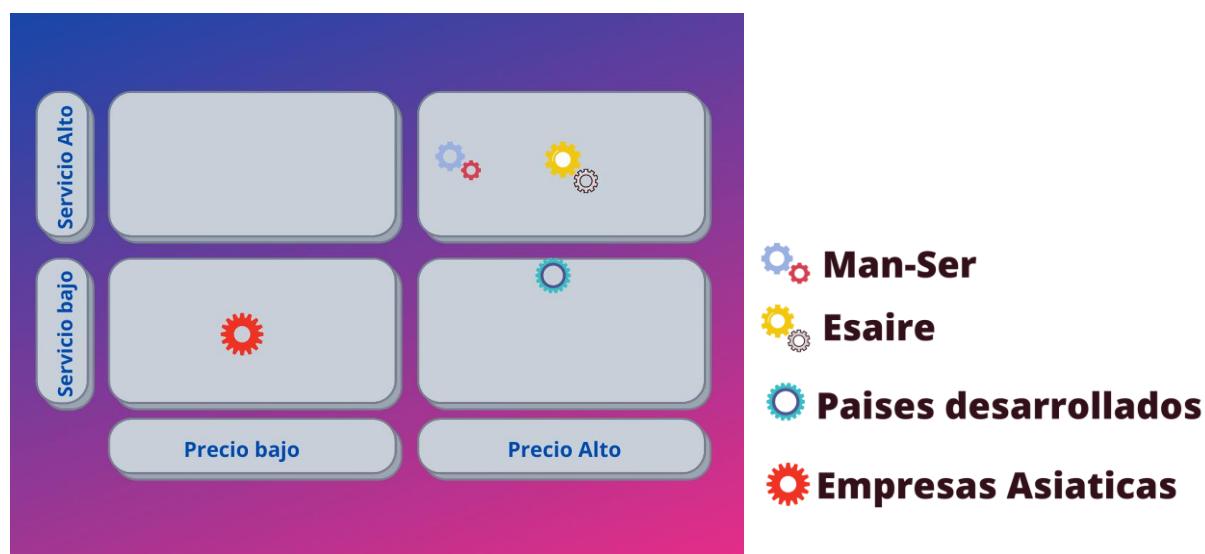 Servicio Alto
Servicio bajo
Precio bajo
Precio Alto
Man-Ser
Esaire
Paises desarrollados
Empresas Asiaticas